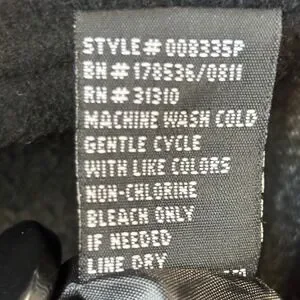 STYLE# 008335P
BN# 178536/0811
RN# 31310
MACHINE WASH COLD
GENTLE CYCLE
WITH LIKE COLORS
NON-CHLORINE
BLEACH ONLY
IF NEEDED
LINE DRY